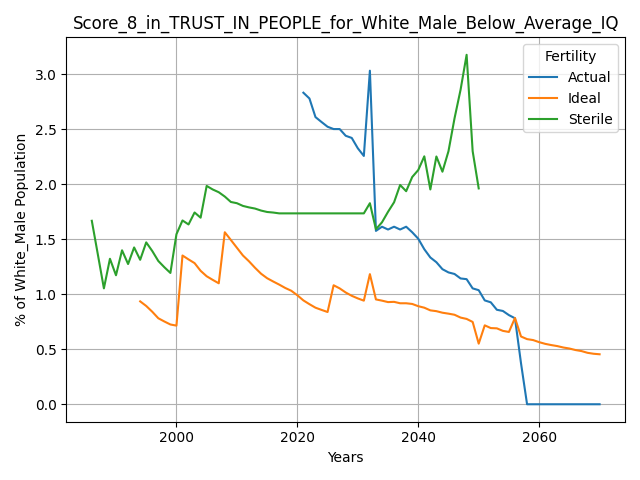 Score_8_in_TRUST_IN_PEOPLE_for_White_Male_Below_Average_IQ
% of White_Male Population
3.0
2.5
2.0
1.5
1.0
0.5
0.0
Fertility
Actual
Ideal
Sterile
2000
2020
2040
2060
Years